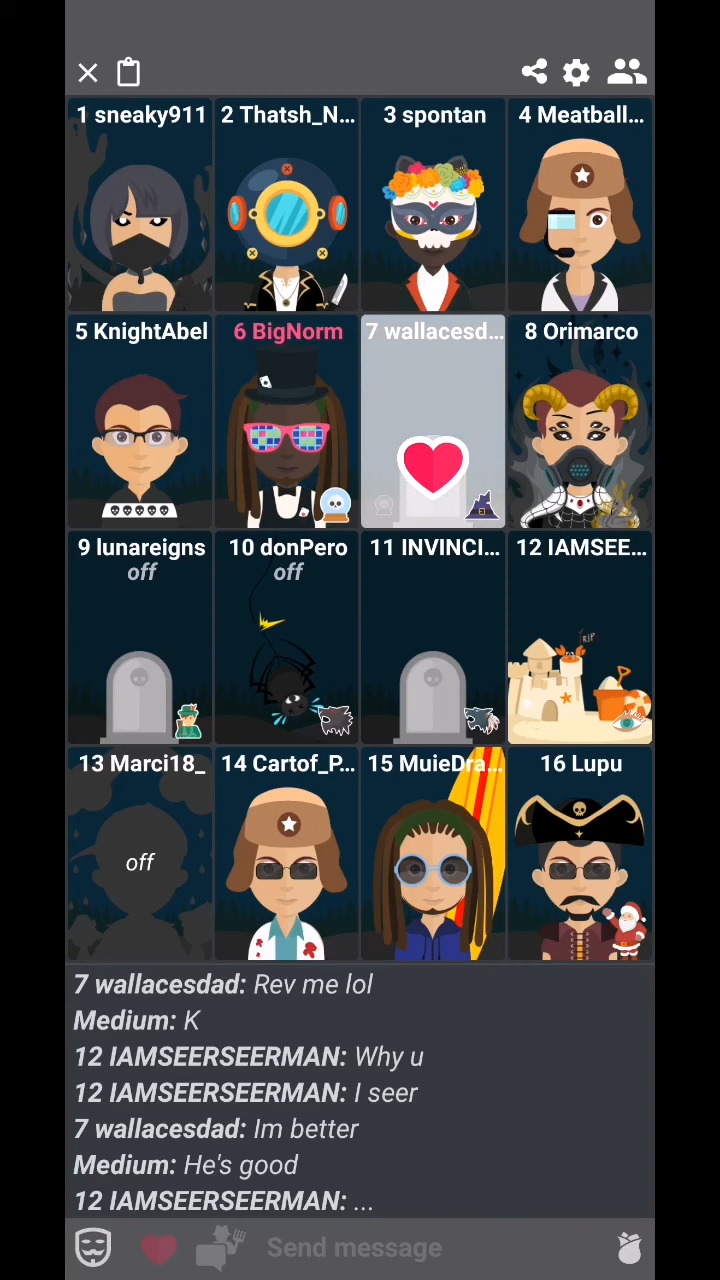 1 sneaky911
2 Thatsh_N...
3 spontan
4 Meatball...
5 KnightAbel
6 BigNorm
7 wallacesd...
8 Orimarco
9 lunareigns
off
10 donPero
off
11 INVINCI...
12 IAMSEE...
RIP
13 Marci18_
off
14 Cartof_P...
15 MuieDra...
16 Lupu
7 wallacesdad: Rev me lol
Medium: K
12 IAMSEERSEERMAN: Why u
12 IAMSEERSEERMAN: I seer
7 wallacesdad: Im better
Medium: He's good
12 IAMSEERSEERMAN: ...
Send message